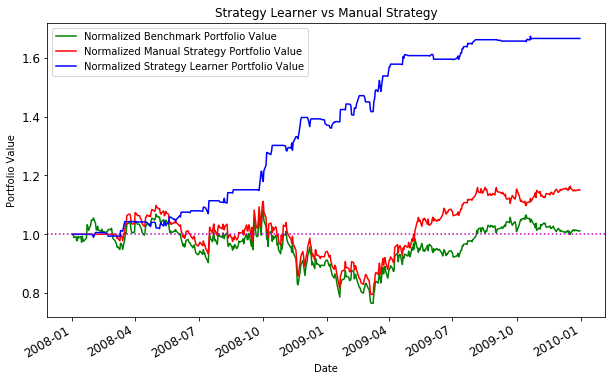 Strategy Learner vs Manual Strategy
Normalized Benchmark Portfolio Value
Normalized Manual Strategy Portfolio Value
Normalized Strategy Learner Portfolio Value
Portfolio Value
1.6
1.4
1.2
1.0
0.8
2008-01
2008-04
2008-07
2008-10
2009-01
2009-04
2009-07
2009-10
2010-01
Date